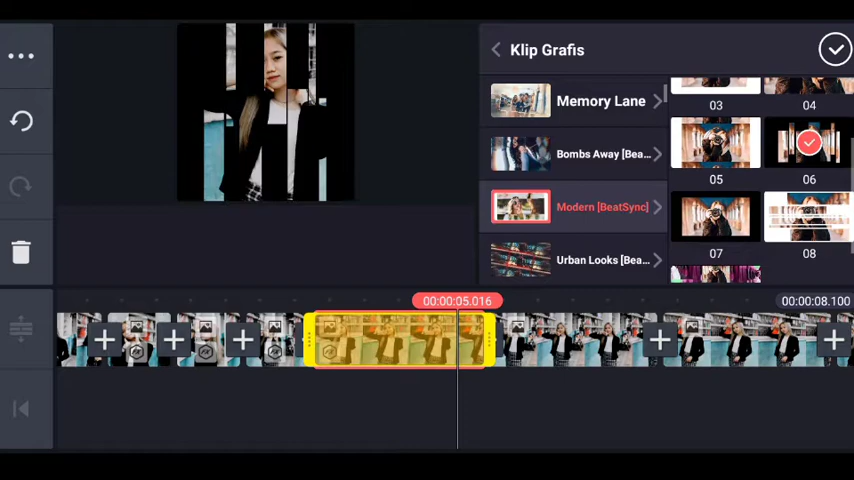 Klip Grafis
Memory Lane
03
04
Bombs Away [Bea...
05
06
Modern [BeatSync]
07
08
Urban Looks [Bea...
00:00:05.016
00:00:08.100